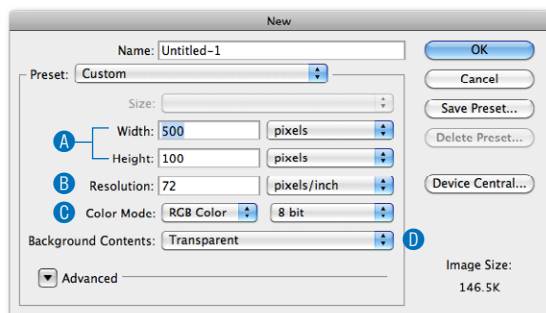 New
Name: Untitled-1
OK
Preset: Custom
Cancel
Size:
Save Preset...
A
Width: 500 pixels
Delete Preset...
Height: 100 pixels
B Resolution: 72 pixels/inch
Device Central...
C Color Mode: RGB Color 8 bit
Background Contents: Transparent D
Image Size:
Advanced
146.5K